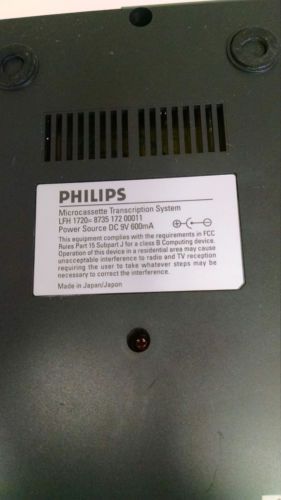 PHILIPS
Microcassette Transcription System
LFH 1720= 8735 172 00011
Power Source DC 9V 600mA
This equipment complies with the requirements in FCC
Rules Part 15 Subpart J for a class B Computing device.
Operation of this device in a residential area may cause
unacceptable interference to radio and TV reception
requiring the user to take whatever steps may be
necessary to correct the interference.
Made in Japan/Japon